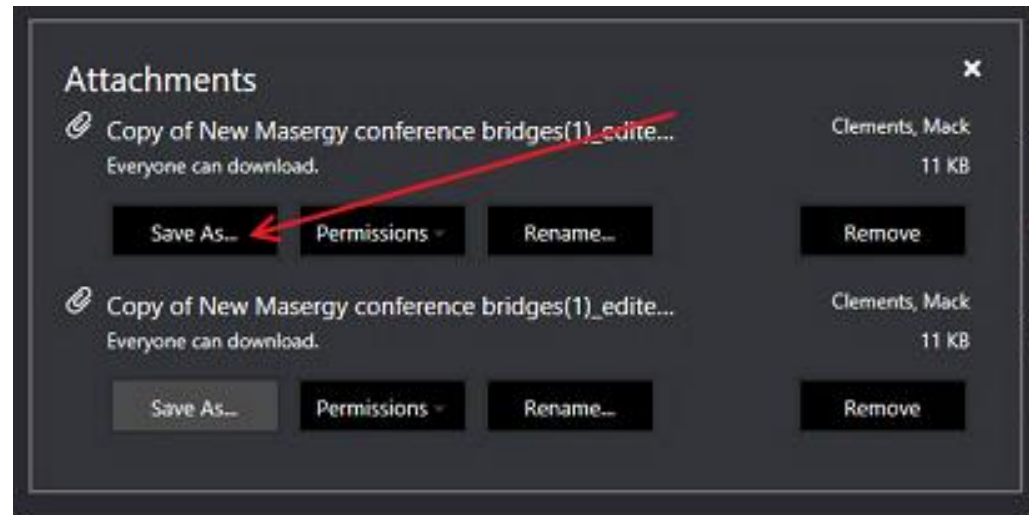 Attachments
Copy of New Masergy conference bridges(1)_edite... Clements, Mack
Everyone can download. 11 KB
Save As... Permissions Rename... Remove
Copy of New Masergy conference bridges(1)_edite... Clements, Mack
Everyone can download. 11 KB
Save As... Permissions Rename... Remove